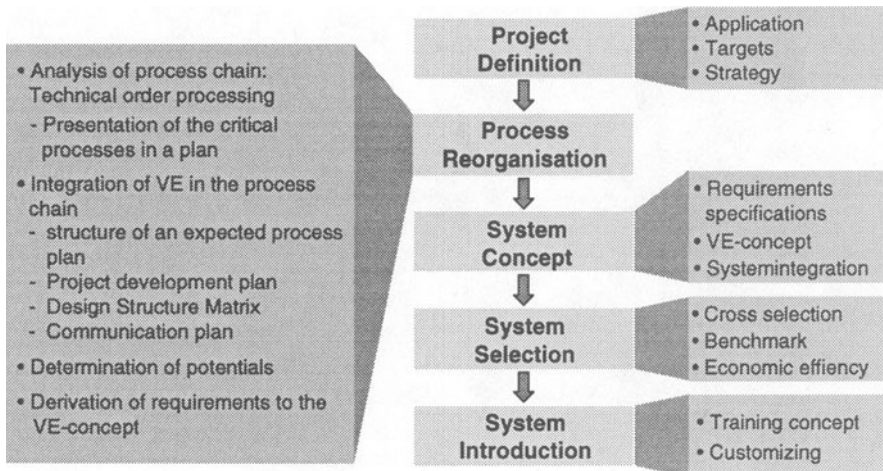 Project
Definition
• Application
• Targets
• Strategy
Process
Reorganisation
• Analysis of process chain:
Technical order processing
- Presentation of the critical
processes in a plan
• Integration of VE in the process
chain
- structure of an expected process
plan
- Project development plan
- Design Structure Matrix
- Communication plan
• Determination of potentials
• Derivation of requirements to the
VE-concept
System
Concept
• Requirements
specifications
• VE-concept
• Systemintegration
System
Selection
• Cross selection
• Benchmark
• Economic effiency
System
Introduction
• Training concept
• Customizing